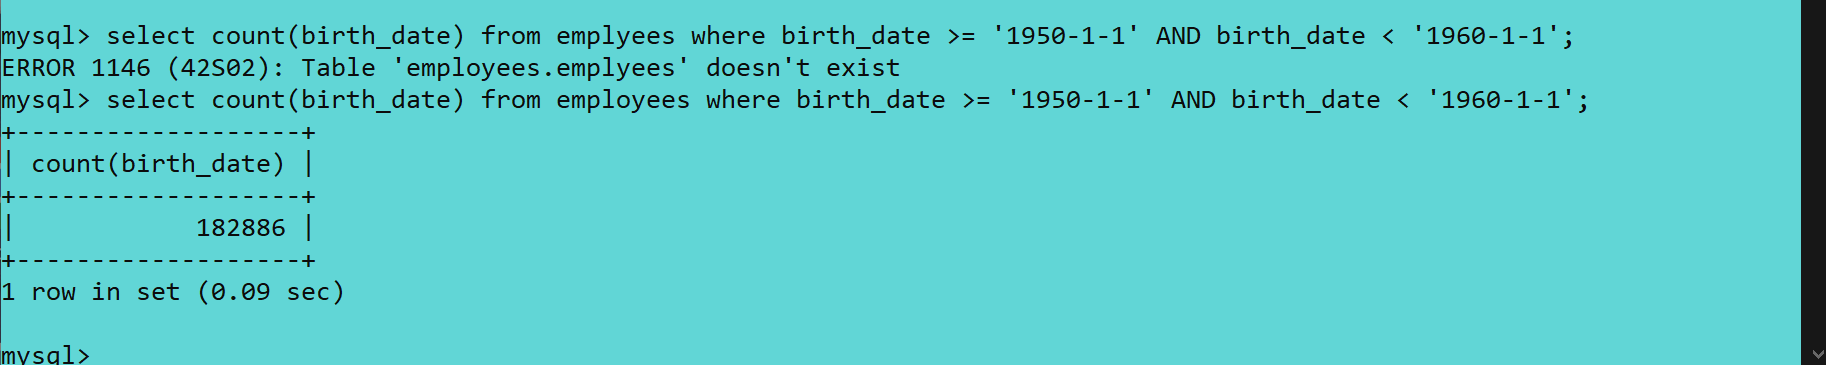 mysql> select count(birth_date) from emplyees where birth_date >= '1950-1-1' AND birth_date < '1960-1-1';
ERROR 1146 (42S02): Table 'employees.emplyees' doesn't exist
mysql> select count(birth_date) from employees where birth_date >= '1950-1-1' AND birth_date < '1960-1-1';
+-------------------+
| count(birth_date) |
+-------------------+
|            182886 |
+-------------------+
1 row in set (0.09 sec)
mysql>